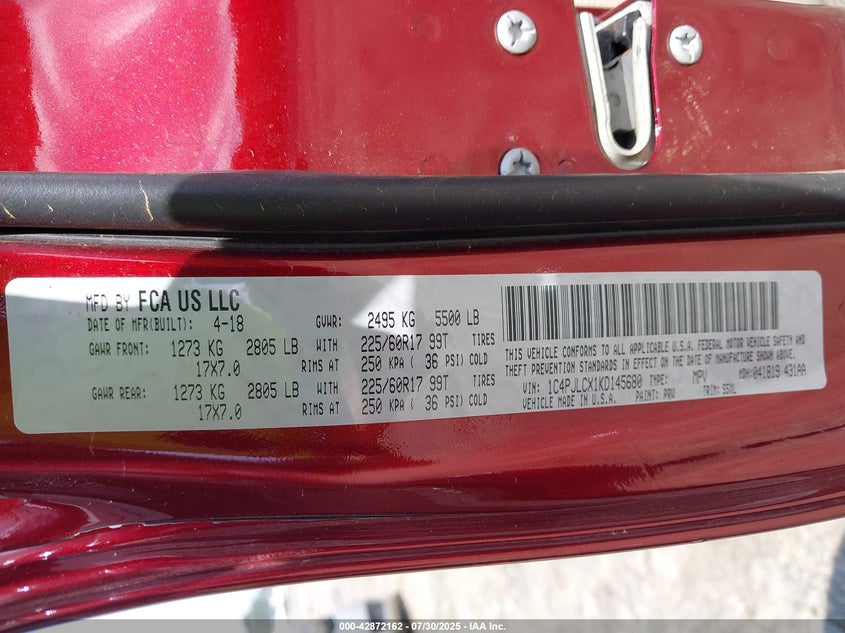 MFD BY FCA US LLC
DATE OF MFR(BUILT): 4-18 GVWR: 2495 KG 5500 LB
GAWR FRONT: 1273 KG 2805 LB WITH 225/60R17 99T TIRES
17X7.0 RIMS AT 250 KPA ( 36 PSI) COLD
GAWR REAR: 1273 KG 2805 LB WITH 225/60R17 99T TIRES
17X7.0 RIMS AT 250 KPA ( 36 PSI) COLD
THIS VEHICLE CONFORMS TO ALL APPLICABLE U.S.A. FEDERAL MOTOR VEHICLE SAFETY AND
THEFT PREVENTION STANDARDS IN EFFECT ON THE DATE OF MANUFACTURE SHOWN ABOVE.
VIN: 1C4PJLCX1KD145680 TYPE: MPV MDH: 041819 431AA
VEHICLE MADE IN U.S.A. PAINT: PRV TRIM: S5ML
000-42872162 - 07/30/2025 - IAA Inc.